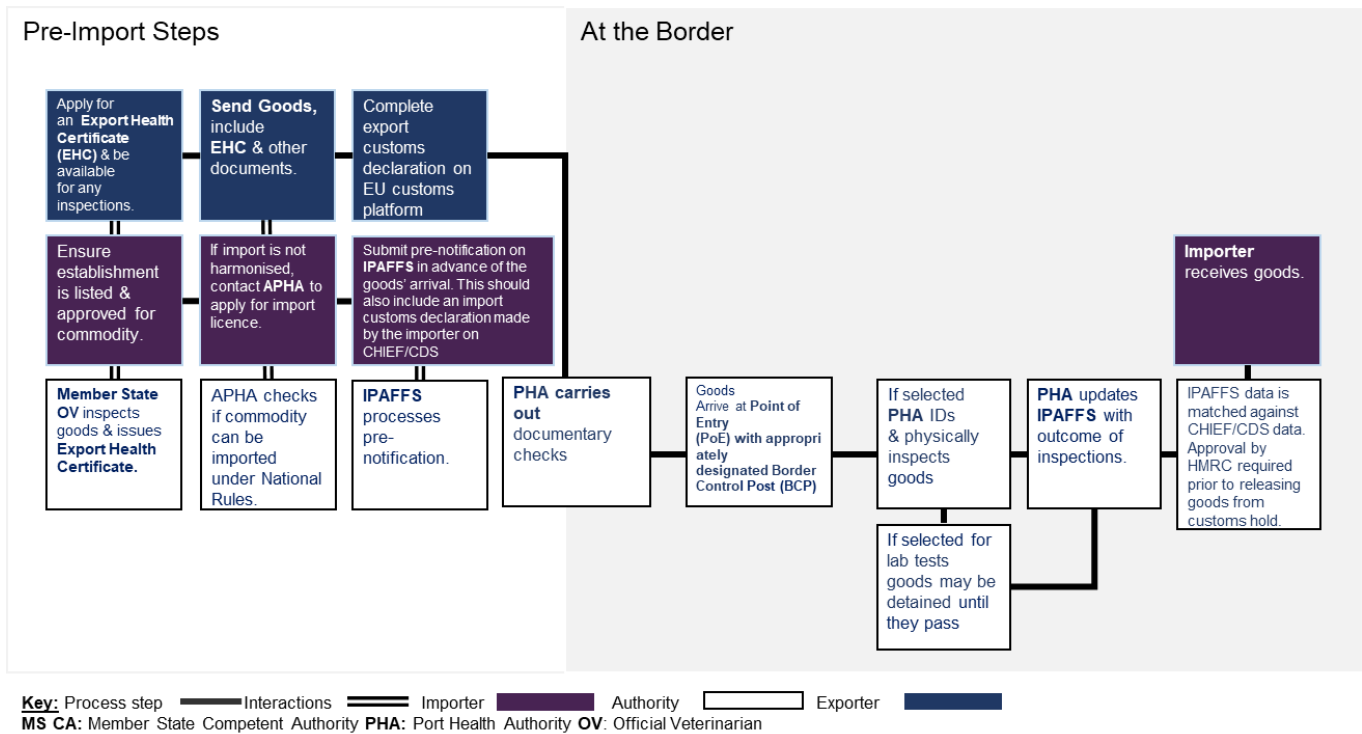 Pre-Import Steps
At the Border
Apply for
an Export Health
Certificate
(EHC) & be
available
for any
inspections.
Send Goods,
include
EHC & other
documents.
Complete
export
customs
declaration on
EU customs
platform
Ensure
establishment
is listed &
approved for
commodity.
If import is not
harmonised,
contact APHA to
apply for import
licence.
Submit pre-notification on
IPAFFS in advance of the
goods' arrival. This should
also include an import
customs declaration made
by the importer on
CHIEF/CDS
Importer
receives goods.
Member State
OV inspects
goods & issues
Export Health
Certificate.
APHA checks
if commodity
can be
imported
under National
Rules.
IPAFFS
processes
pre-
notification.
PHA carries
out
documentary
checks
Goods
Arrive at Point of
Entry
(PoE) with appropri
ately
designated Border
Control Post (BCP)
If selected
PHA IDs
& physically
inspects
goods
PHA updates
IPAFFS with
outcome of
inspections.
IPAFFS data is
matched against
CHIEF/CDS data.
Approval by
HMRC required
prior to releasing
goods from
customs hold.
If selected for
lab tests
goods may be
detained until
they pass
Key: Process step Interactions Importer Authority Exporter
MS CA: Member State Competent Authority PHA: Port Health Authority OV: Official Veterinarian